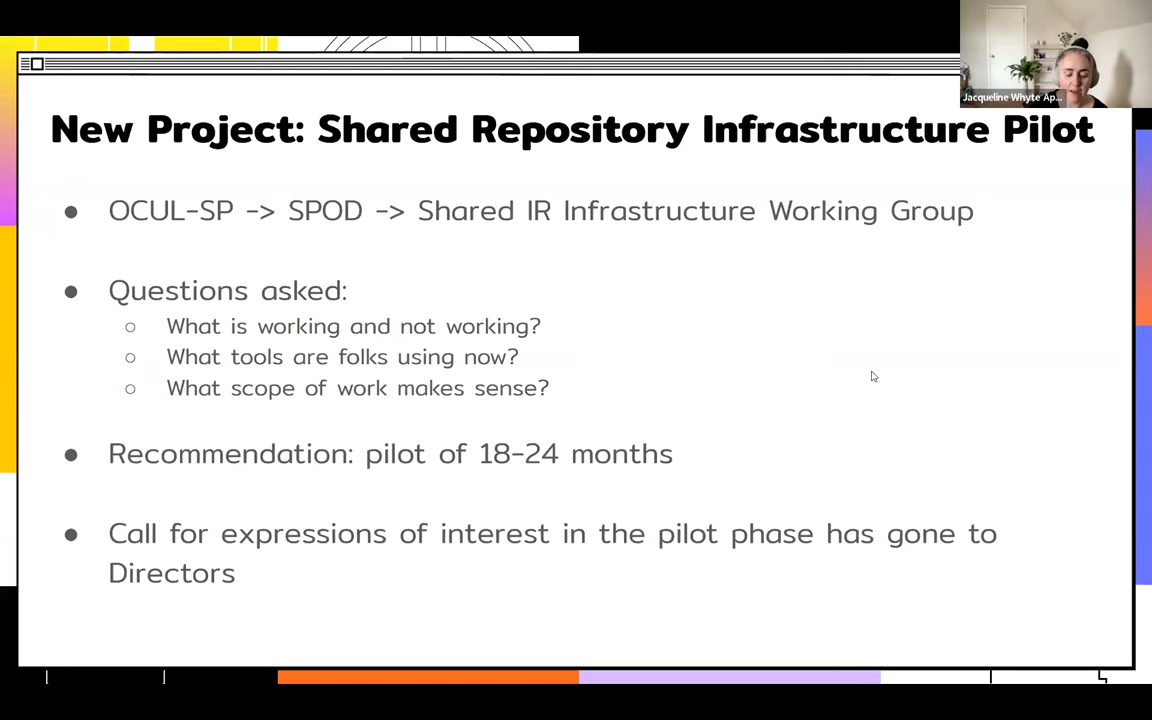 Jacqueline Whyte Ap...
New Project: Shared Repository Infrastructure Pilot
● OCUL-SP -> SPOD -> Shared IR Infrastructure Working Group
● Questions asked:
○ What is working and not working?
○ What tools are folks using now?
○ What scope of work makes sense?
● Recommendation: pilot of 18-24 months
● Call for expressions of interest in the pilot phase has gone to
Directors